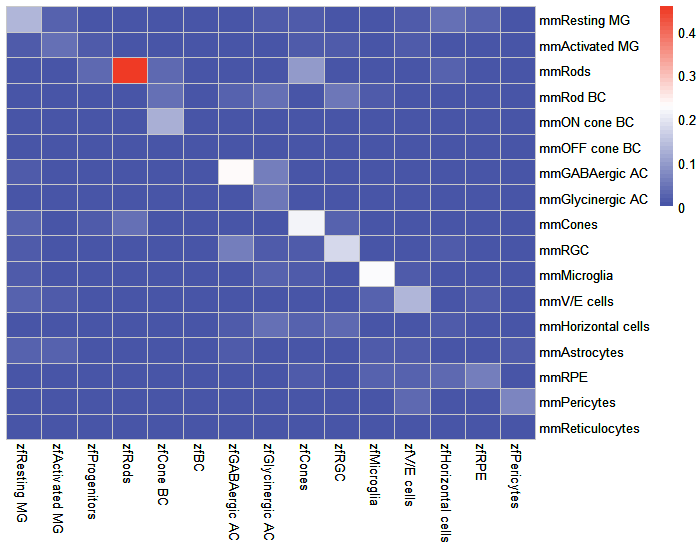 mmResting MG
mmActivated MG
mmRods
mmRod BC
mmON cone BC
mmOFF cone BC
mmGABAergic AC
mmGlycinergic AC
mmCones
mmRGC
mmMicroglia
mmV/E cells
mmHorizontal cells
mmAstrocytes
mmRPE
mmPericytes
mmReticulocytes
0.4
0.3
0.2
0.1
0
zfResting MG
zfActivated MG
zfProgenitors
zfRods
zfCone BC
zfBC
zfGABAergic AC
zfGlycinergic AC
zfCones
zfRGC
zfMicroglia
zfV/E cells
zfHorizontal cells
zfRPE
zfPericytes